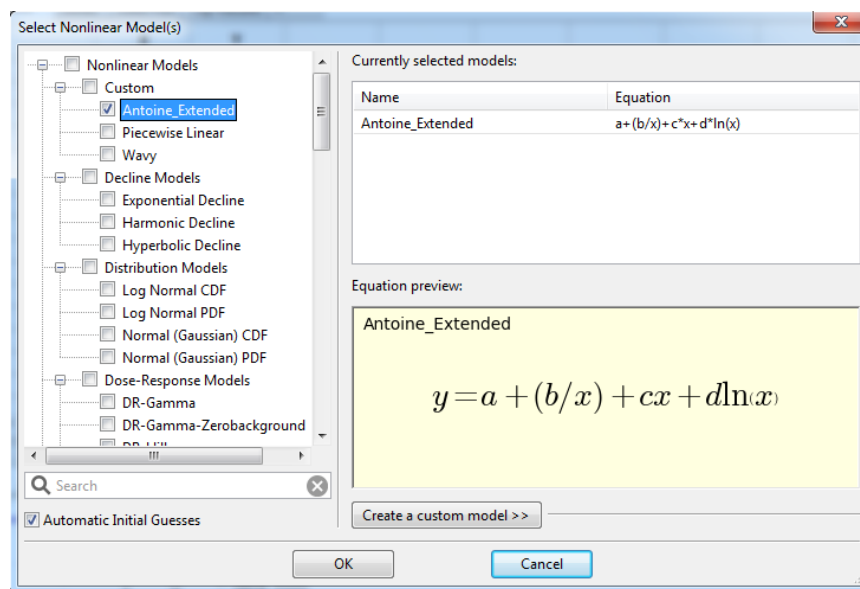 Select Nonlinear Model(s)
Nonlinear Models
Custom
Antoine_Extended
Piecewise Linear
Wavy
Decline Models
Exponential Decline
Harmonic Decline
Hyperbolic Decline
Distribution Models
Log Normal CDF
Log Normal PDF
Normal (Gaussian) CDF
Normal (Gaussian) PDF
Dose-Response Models
DR-Gamma
DR-Gamma-Zerobackground
Search
Automatic Initial Guesses
Currently selected models:
Name Equation
Antoine_Extended a+(b/x)+c*x+d*ln(x)
Equation preview:
Antoine_Extended
y=a+(b/x)+cx+dln(x)
Create a custom model >>
OK Cancel